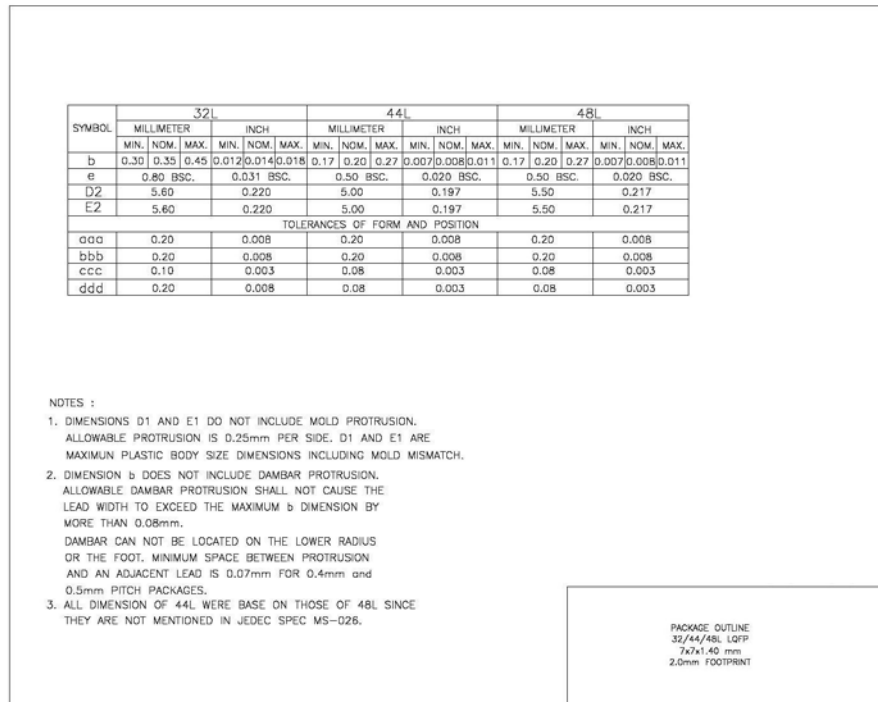 32L 44L 48L
SYMBOL MILLIMETER INCH MILLIMETER INCH MILLIMETER INCH
MIN. NOM. MAX. MIN. NOM. MAX. MIN. NOM. MAX. MIN. NOM. MAX. MIN. NOM. MAX. MIN. NOM. MAX.
b 0.30 0.35 0.45 0.012 0.014 0.018 0.17 0.20 0.27 0.007 0.008 0.011 0.17 0.20 0.27 0.007 0.008 0.011
e 0.80 BSC. 0.031 BSC. 0.50 BSC. 0.020 BSC. 0.50 BSC. 0.020 BSC.
D2 5.60 0.220 5.00 0.197 5.50 0.217
E2 5.60 0.220 5.00 0.197 5.50 0.217
TOLERANCES OF FORM AND POSITION
aaa 0.20 0.008 0.20 0.008 0.20 0.008
bbb 0.20 0.008 0.20 0.008 0.20 0.008
ccc 0.10 0.003 0.08 0.003 0.08 0.003
ddd 0.20 0.008 0.08 0.003 0.08 0.003
NOTES :
1. DIMENSIONS D1 AND E1 DO NOT INCLUDE MOLD PROTRUSION.
ALLOWABLE PROTRUSION IS 0.25mm PER SIDE. D1 AND E1 ARE
MAXIMUN PLASTIC BODY SIZE DIMENSIONS INCLUDING MOLD MISMATCH.
2. DIMENSION b DOES NOT INCLUDE DAMBAR PROTRUSION.
ALLOWABLE DAMBAR PROTRUSION SHALL NOT CAUSE THE
LEAD WIDTH TO EXCEED THE MAXIMUM b DIMENSION BY
MORE THAN 0.08mm.
DAMBAR CAN NOT BE LOCATED ON THE LOWER RADIUS
OR THE FOOT. MINIMUM SPACE BETWEEN PROTRUSION
AND AN ADJACENT LEAD IS 0.07mm FOR 0.4mm and
0.5mm PITCH PACKAGES.
3. ALL DIMENSION OF 44L WERE BASE ON THOSE OF 48L SINCE
THEY ARE NOT MENTIONED IN JEDEC SPEC MS-026.
PACKAGE OUTLINE
32/44/48L LQFP
7x7x1.40 mm
2.0mm FOOTPRINT